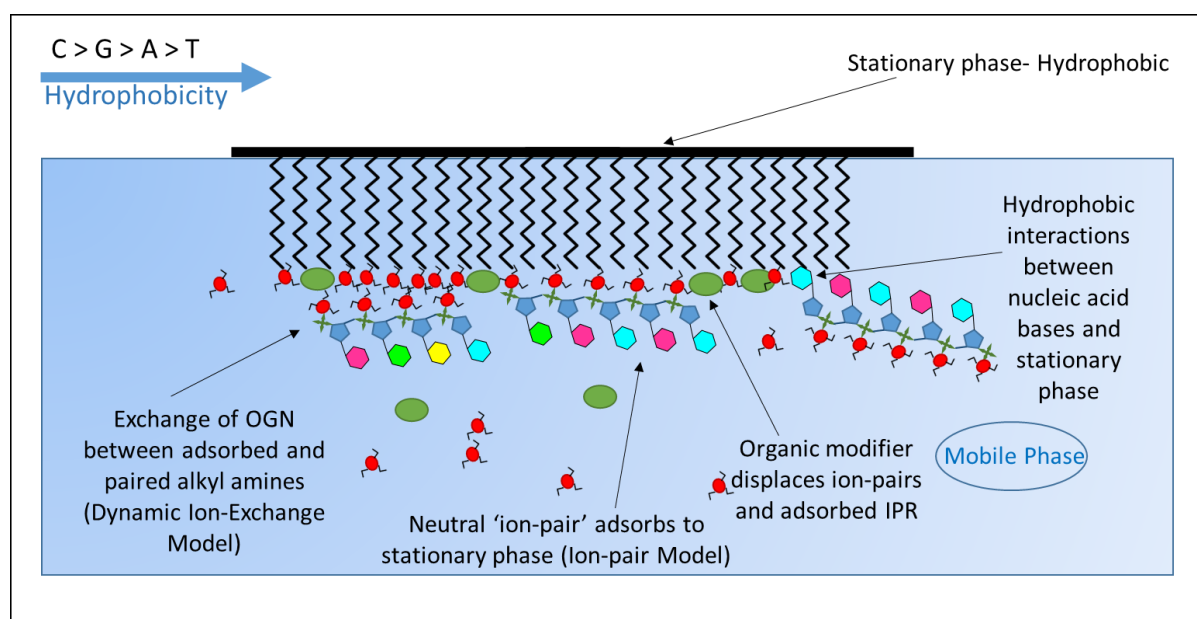 C > G > A > T
Hydrophobicity
Stationary phase- Hydrophobic
Hydrophobic
interactions
between
nucleic acid
bases and
stationary
phase
Exchange of OGN
between adsorbed and
paired alkyl amines
(Dynamic Ion-Exchange
Model)
Neutral ‘ion-pair’ adsorbs to
stationary phase (Ion-pair Model)
Organic modifier
displaces ion-pairs
and adsorbed IPR
Mobile Phase